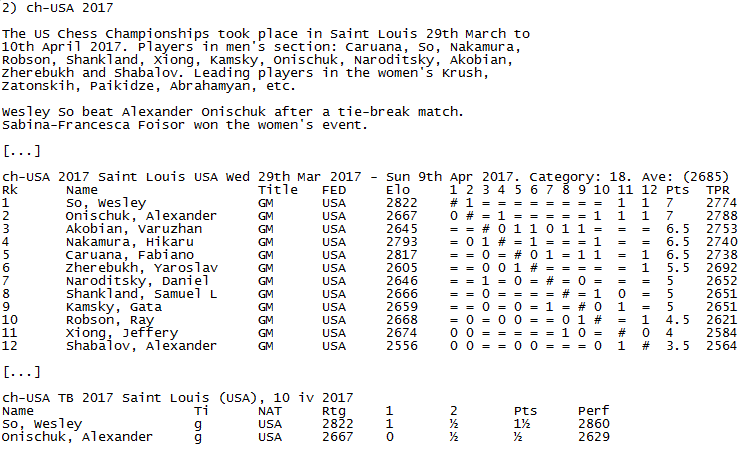 2) ch-USA 2017
The US Chess Championships took place in Saint Louis 29th March to
10th April 2017. Players in men's section: Caruana, So, Nakamura,
Robson, Shankland, Xiong, Kamsky, Onischuk, Naroditsky, Akobian,
Zherebukh and Shabalov. Leading players in the women's Krush,
Zatonskih, Paikidze, Abrahamyan, etc.
Wesley So beat Alexander Onischuk after a tie-break match.
Sabina-Francesca Foisor won the women's event.
[...]
ch-USA 2017 Saint Louis USA Wed 29th Mar 2017 - Sun 9th Apr 2017. Category: 18. Ave: (2685)
Rk Name Title FED Elo 1 2 3 4 5 6 7 8 9 10 11 12 Pts TPR
1 So, Wesley GM USA 2822 # 1 = = = = = = = = 1 1 7 2774
2 Onischuk, Alexander GM USA 2667 0 # = 1 = = = = = 1 1 1 7 2788
3 Akobian, Varuzhan GM USA 2645 = = # 0 1 1 0 1 1 = = = 6.5 2753
4 Nakamura, Hikaru GM USA 2793 = 0 1 # = 1 = = = 1 = = 6.5 2740
5 Caruana, Fabiano GM USA 2817 = = 0 = # 0 1 = 1 1 = 1 6.5 2738
6 Zherebukh, Yaroslav GM USA 2605 = = 0 0 1 # = = = = = 1 5.5 2692
7 Naroditsky, Daniel GM USA 2646 = = 1 = 0 = # = 0 = = = 5 2652
8 Shankland, Samuel L GM USA 2666 = = 0 = = = = # = 1 0 = 5 2651
9 Kamsky, Gata GM USA 2659 = = 0 = 0 = 1 = # 0 1 = 5 2651
10 Robson, Ray GM USA 2668 = 0 = 0 0 = = 0 1 # = 1 4.5 2621
11 Xiong, Jeffery GM USA 2674 0 0 = = = = = 1 0 = # 0 4 2584
12 Shabalov, Alexander GM USA 2556 0 0 = = 0 0 = = = 0 1 # 3.5 2564
[...]
ch-USA TB 2017 Saint Louis (USA), 10 iv 2017
Name Ti NAT Rtg 1 2 Pts Perf
So, Wesley g USA 2822 1 ½ 1½ 2860
Onischuk, Alexander g USA 2667 0 ½ ½ 2629